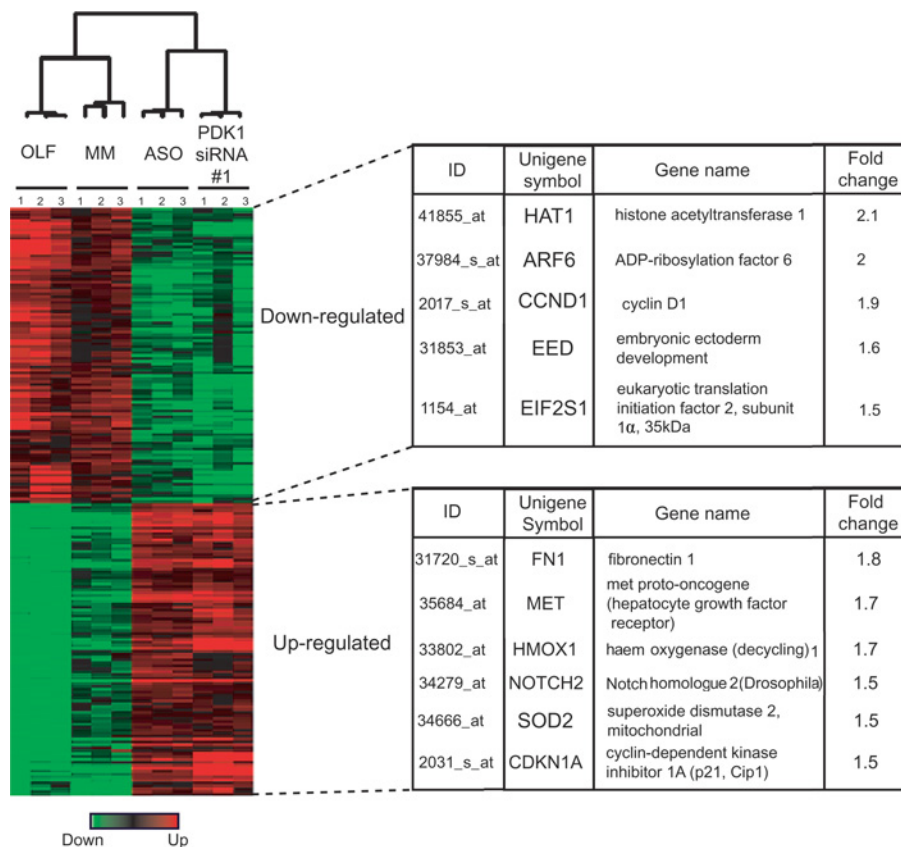 OLF MM ASO PDK1 siRNA #1
1 2 3 1 2 3 1 2 3 1 2 3
Down-regulated
ID Unigene symbol Gene name Fold change
41855_at HAT1 histone acetyltransferase 1 2.1
37984_s_at ARF6 ADP-ribosylation factor 6 2
2017_s_at CCND1 cyclin D1 1.9
31853_at EED embryonic ectoderm development 1.6
1154_at EIF2S1 eukaryotic translation initiation factor 2, subunit 1α, 35kDa 1.5
Up-regulated
ID Unigene Symbol Gene name Fold change
31720_s_at FN1 fibronectin 1 1.8
35684_at MET met proto-oncogene (hepatocyte growth factor receptor) 1.7
33802_at HMOX1 haem oxygenase (decycling) 1 1.7
34279_at NOTCH2 Notch homologue 2 (Drosophila) 1.5
34666_at SOD2 superoxide dismutase 2, mitochondrial 1.5
2031_s_at CDKN1A cyclin-dependent kinase inhibitor 1A (p21, Cip1) 1.5
Down Up